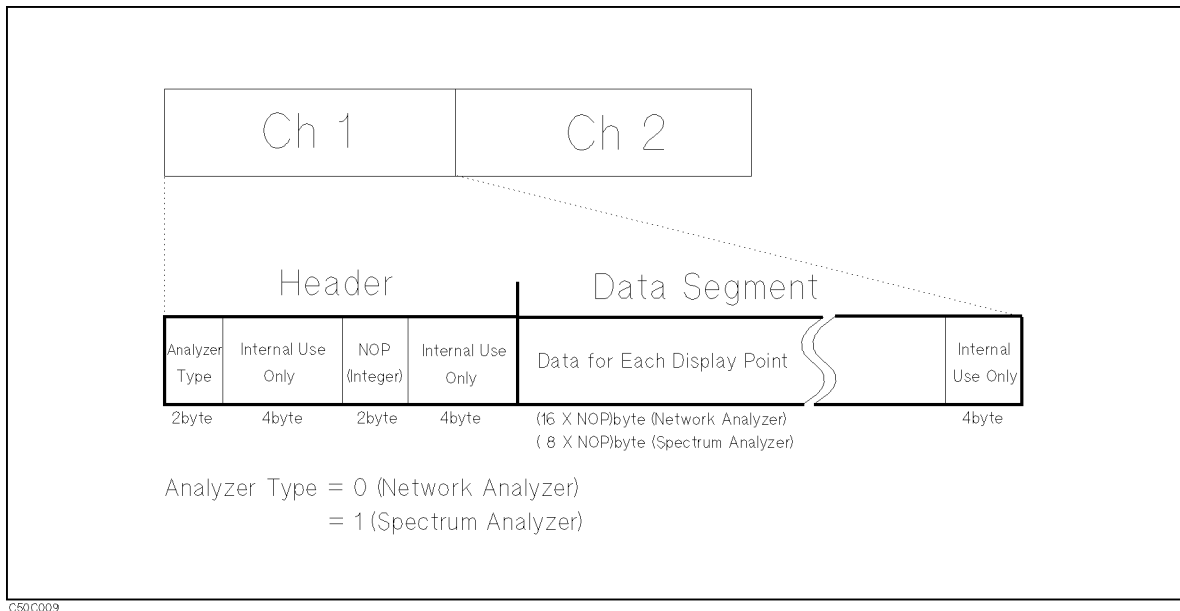 Ch 1 Ch 2
Header Data Segment
Analyzer Type
Internal Use Only
NOP (Integer)
Internal Use Only
Data for Each Display Point
Internal Use Only
2byte 4byte 2byte 4byte (16 X NOP)byte (Network Analyzer) 4byte
( 8 X NOP)byte (Spectrum Analyzer)
Analyzer Type = 0 (Network Analyzer)
= 1 (Spectrum Analyzer)
C50C009